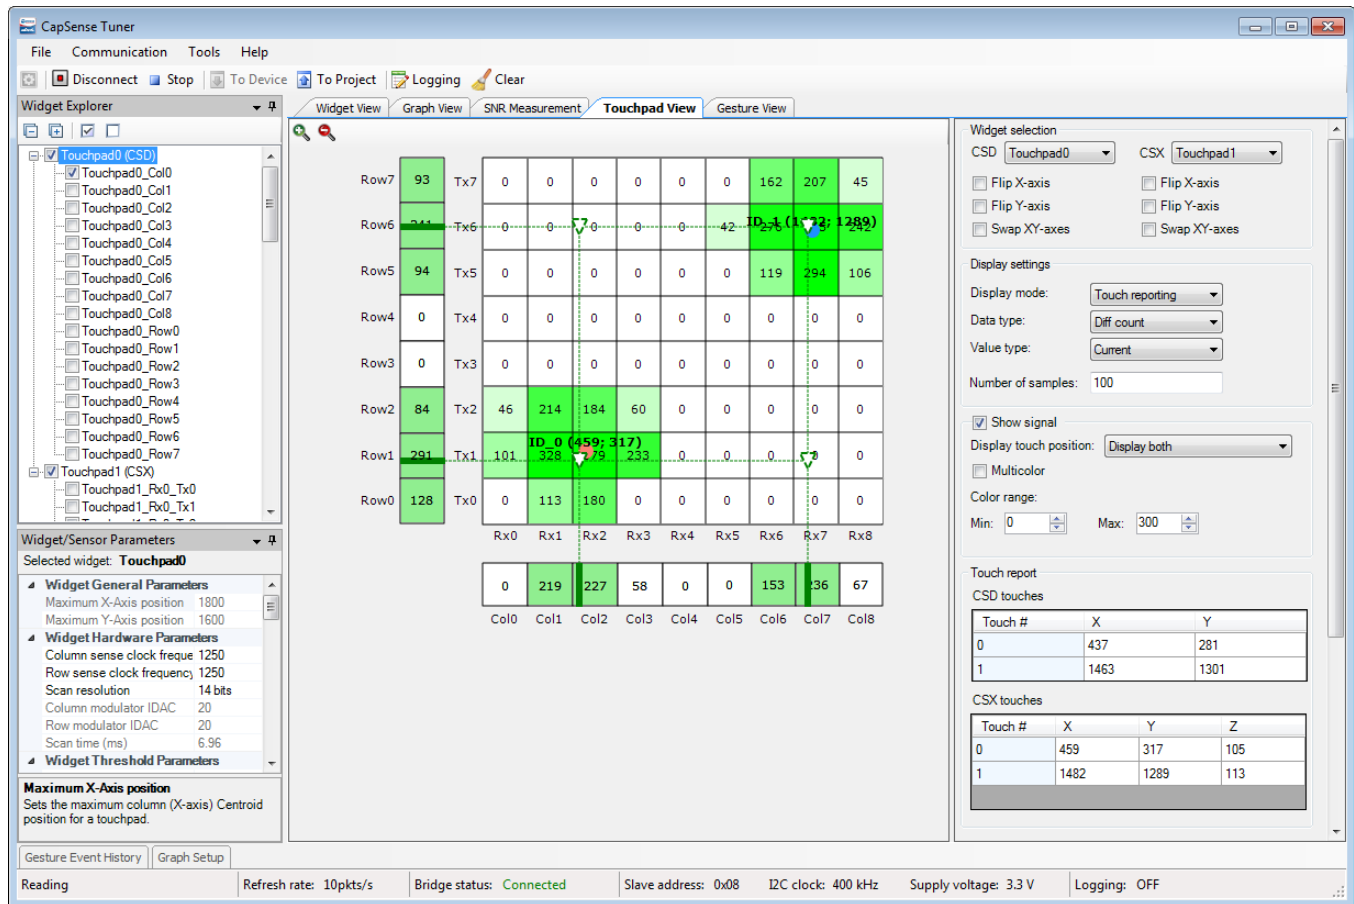 CapSense Tuner
File Communication Tools Help
Disconnect Stop To Device To Project Logging Clear
Widget Explorer
Touchpad0 (CSD)
Touchpad0_Col0
Touchpad0_Col1
Touchpad0_Col2
Touchpad0_Col3
Touchpad0_Col4
Touchpad0_Col5
Touchpad0_Col6
Touchpad0_Col7
Touchpad0_Col8
Touchpad0_Row0
Touchpad0_Row1
Touchpad0_Row2
Touchpad0_Row3
Touchpad0_Row4
Touchpad0_Row5
Touchpad0_Row6
Touchpad0_Row7
Touchpad1 (CSX)
Touchpad1_Rx0_Tx0
Touchpad1_Rx0_Tx1
Widget/Sensor Parameters
Selected widget: Touchpad0
Widget General Parameters
Maximum X-Axis position 1800
Maximum Y-Axis position 1600
Widget Hardware Parameters
Column sense clock freque 1250
Row sense clock frequency 1250
Scan resolution 14 bits
Column modulator IDAC 20
Row modulator IDAC 20
Scan time (ms) 6.96
Widget Threshold Parameters
Maximum X-Axis position
Sets the maximum column (X-axis) Centroid
position for a touchpad.
Gesture Event History Graph Setup
Widget View Graph View SNR Measurement Touchpad View Gesture View
Row7 93 Tx7 0 0 0 0 0 0 162 207 45
Row6 241 Tx6 0 0 0 0 42 276 242
ID_1 1289)
Row5 94 Tx5 0 0 0 0 0 0 119 294 106
Row4 0 Tx4 0 0 0 0 0 0 0 0 0
Row3 0 Tx3 0 0 0 0 0 0 0 0 0
Row2 84 Tx2 46 214 184 60 0 0 0 0 0
ID_0 (459; 317)
Row1 291 Tx1 101 328 233 0 0 0 0
Row0 128 Tx0 0 113 180 0 0 0 0 0 0
Rx0 Rx1 Rx2 Rx3 Rx4 Rx5 Rx6 Rx7 Rx8
0 219 227 58 0 0 153 236 67
Col0 Col1 Col2 Col3 Col4 Col5 Col6 Col7 Col8
Widget selection
CSD Touchpad0 CSX Touchpad1
Flip X-axis Flip X-axis
Flip Y-axis Flip Y-axis
Swap XY-axes Swap XY-axes
Display settings
Display mode: Touch reporting
Data type: Diff count
Value type: Current
Number of samples: 100
Show signal
Display touch position: Display both
Multicolor
Color range:
Min: 0 Max: 300
Touch report
CSD touches
Touch # X Y
0 437 281
1 1463 1301
CSX touches
Touch # X Y Z
0 459 317 105
1 1482 1289 113
Reading Refresh rate: 10pkts/s Bridge status: Connected Slave address: 0x08 I2C clock: 400 kHz Supply voltage: 3.3 V Logging: OFF